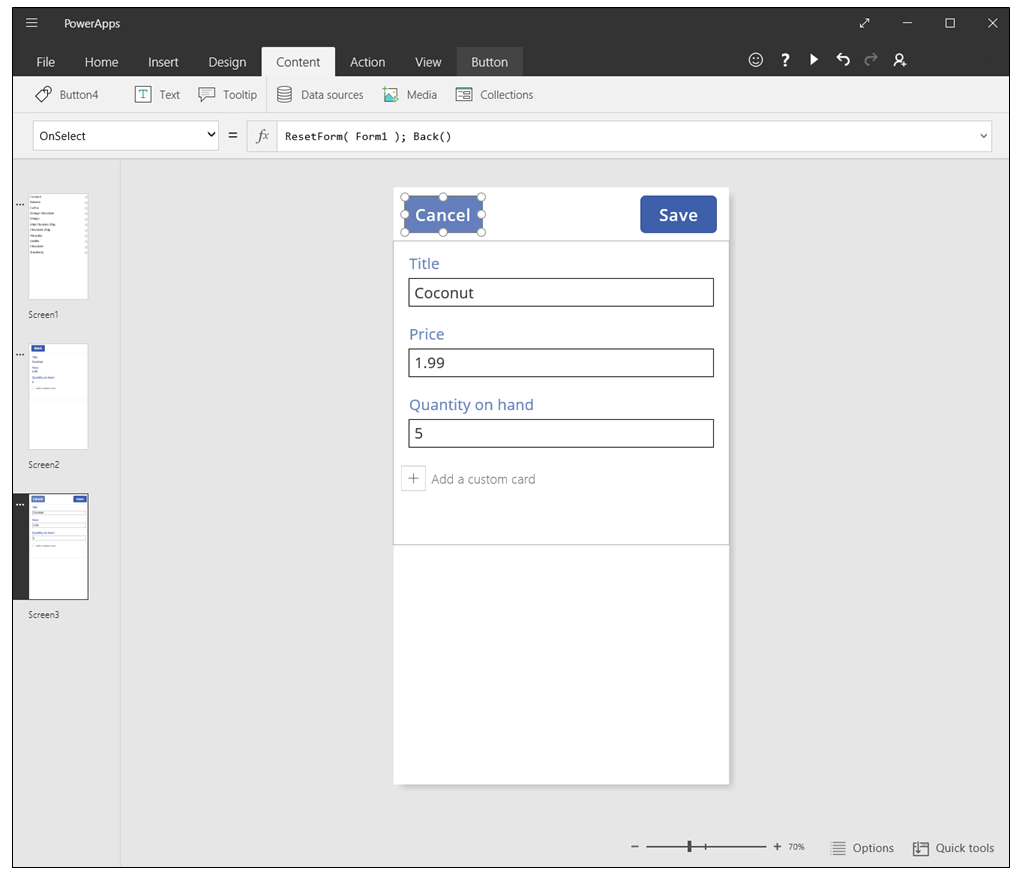 PowerApps
File Home Insert Design Content Action View Button ?
Button4 Text Tooltip Data sources Media Collections
OnSelect = fx ResetForm( Form1 ); Back()
Cancel Save
Title
Coconut
Price
1.99
Quantity on hand
5
+ Add a custom card
Screen1
Screen2
Screen3
70% Options Quick tools